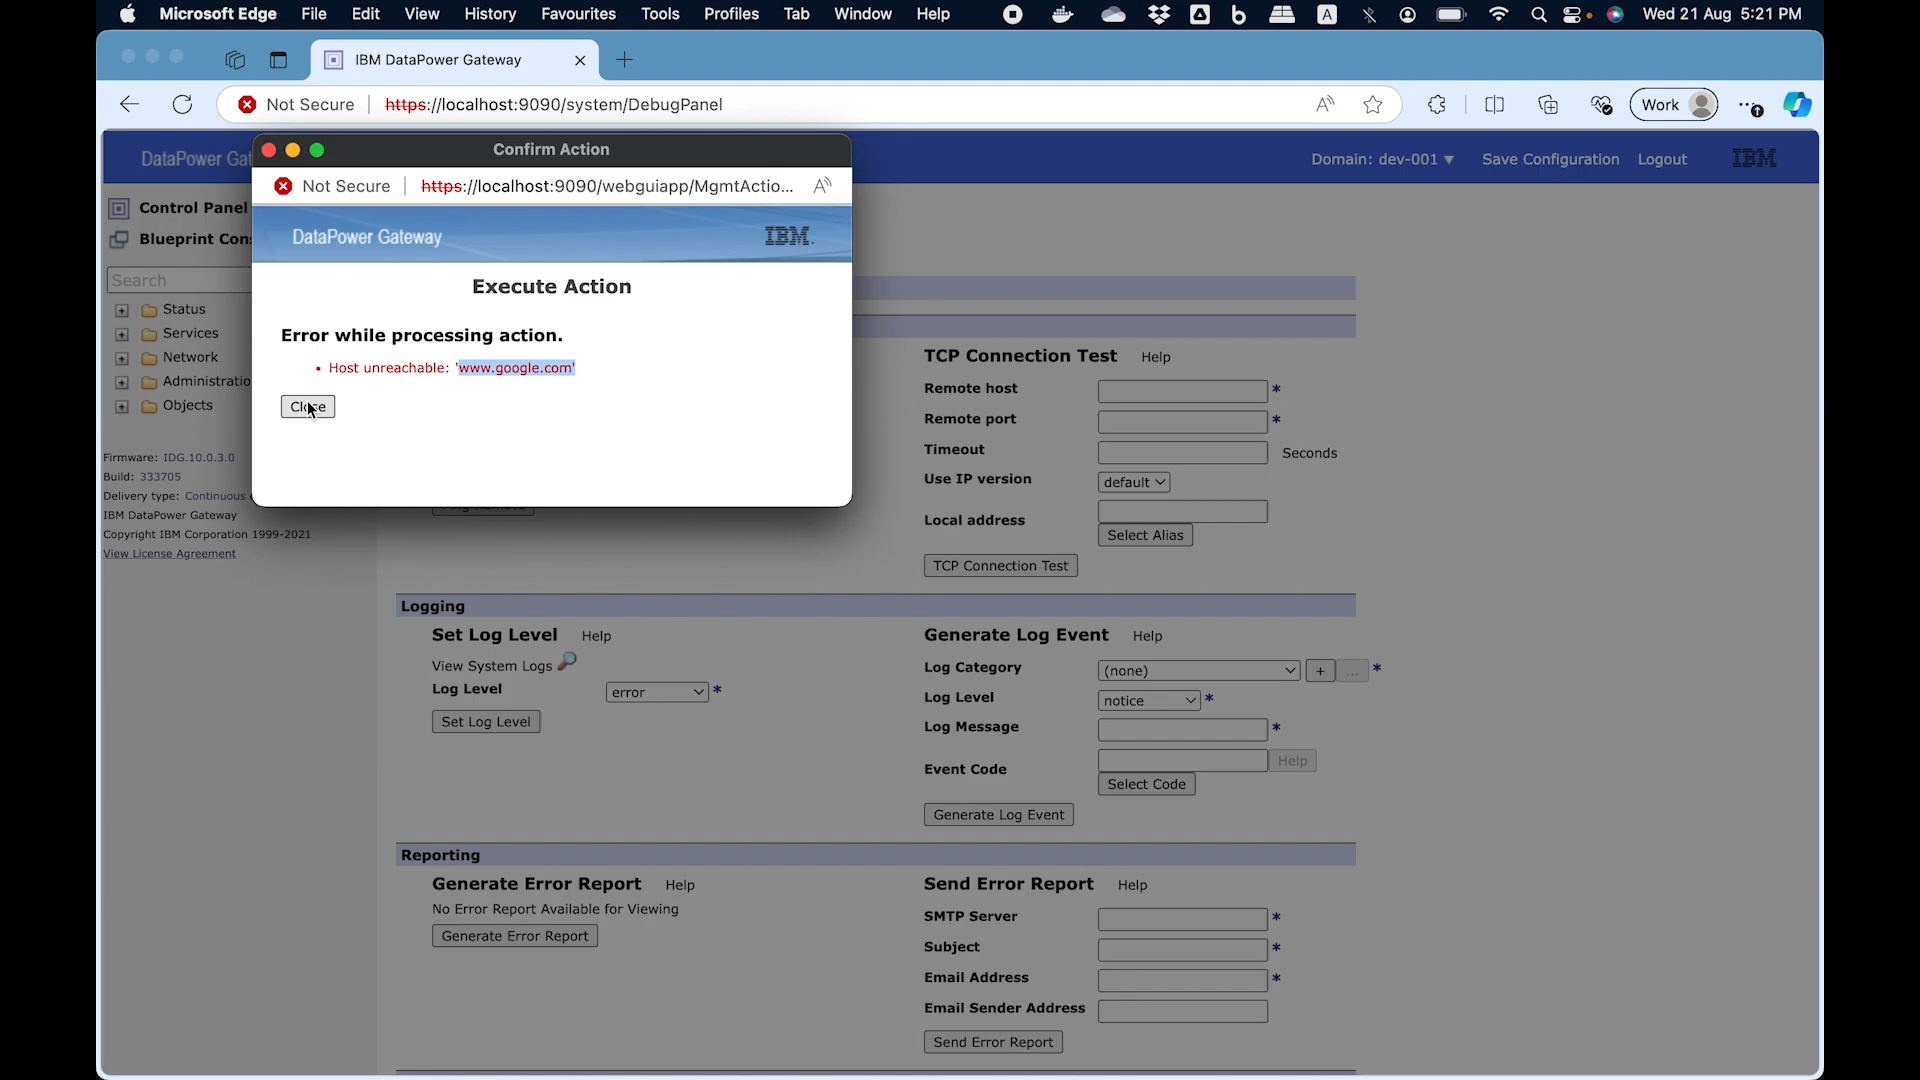 Microsoft Edge File Edit View History Favourites Tools Profiles Tab Window Help A Wed 21 Aug 5:21 PM
IBM DataPower Gateway
Not Secure https://localhost:9090/system/DebugPanel Work
DataPower Gat
Domain: dev-001 Save Configuration Logout IBM
Confirm Action
Not Secure https://localhost:9090/webguiapp/MgmtActio...
DataPower Gateway IBM.
Execute Action
Error while processing action.
• Host unreachable: 'www.google.com'
Close
Control Panel
Blueprint Con
Search
Status
Services
Network
Administratio
Objects
Firmware: IDG.10.0.3.0
Build: 333705
Delivery type: Continuous
IBM DataPower Gateway
Copyright IBM Corporation 1999-2021
View License Agreement
TCP Connection Test Help
Remote host *
Remote port *
Timeout Seconds
Use IP version default
Local address
Select Alias
TCP Connection Test
Logging
Set Log Level Help
View System Logs
Log Level error *
Set Log Level
Generate Log Event Help
Log Category (none) + ... *
Log Level notice *
Log Message *
Event Code Help
Select Code
Generate Log Event
Reporting
Generate Error Report Help
No Error Report Available for Viewing
Generate Error Report
Send Error Report Help
SMTP Server *
Subject *
Email Address *
Email Sender Address
Send Error Report